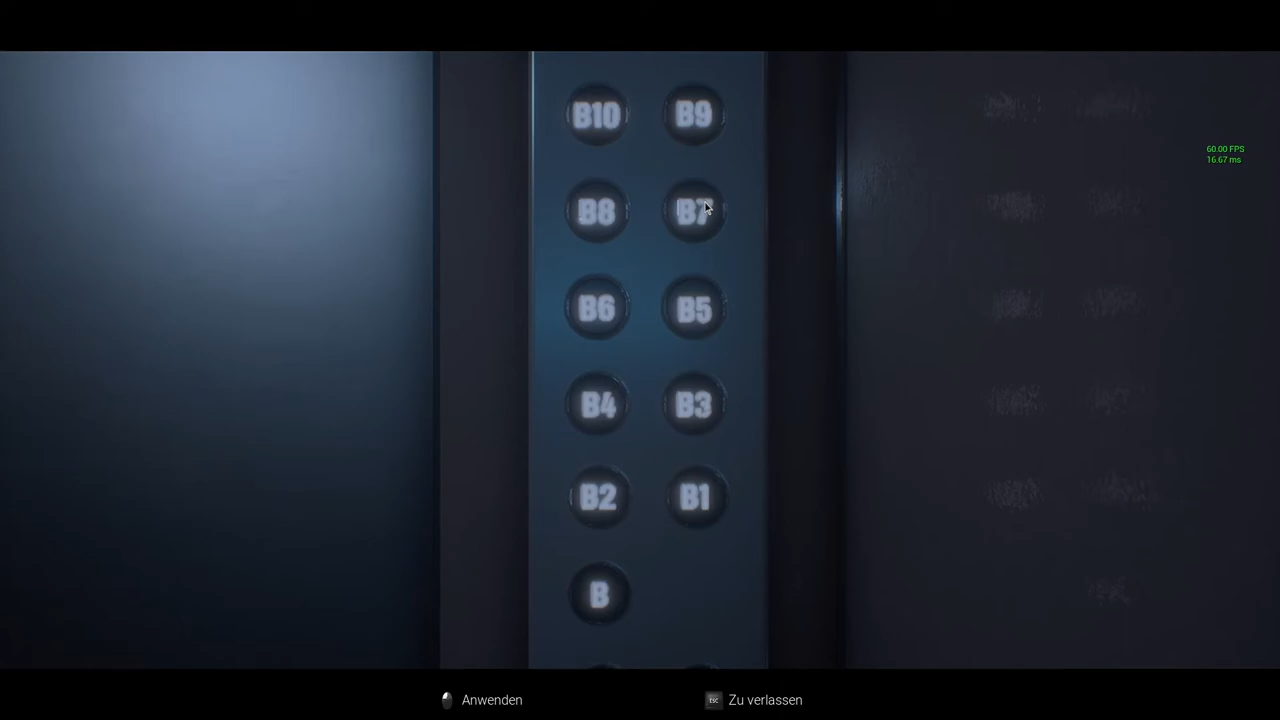 B10 B9
60.00 FPS
16.67 ms
B8 B7
B6 B5
B4 B3
B2 B1
B
ESC
Anwenden Zu verlassen